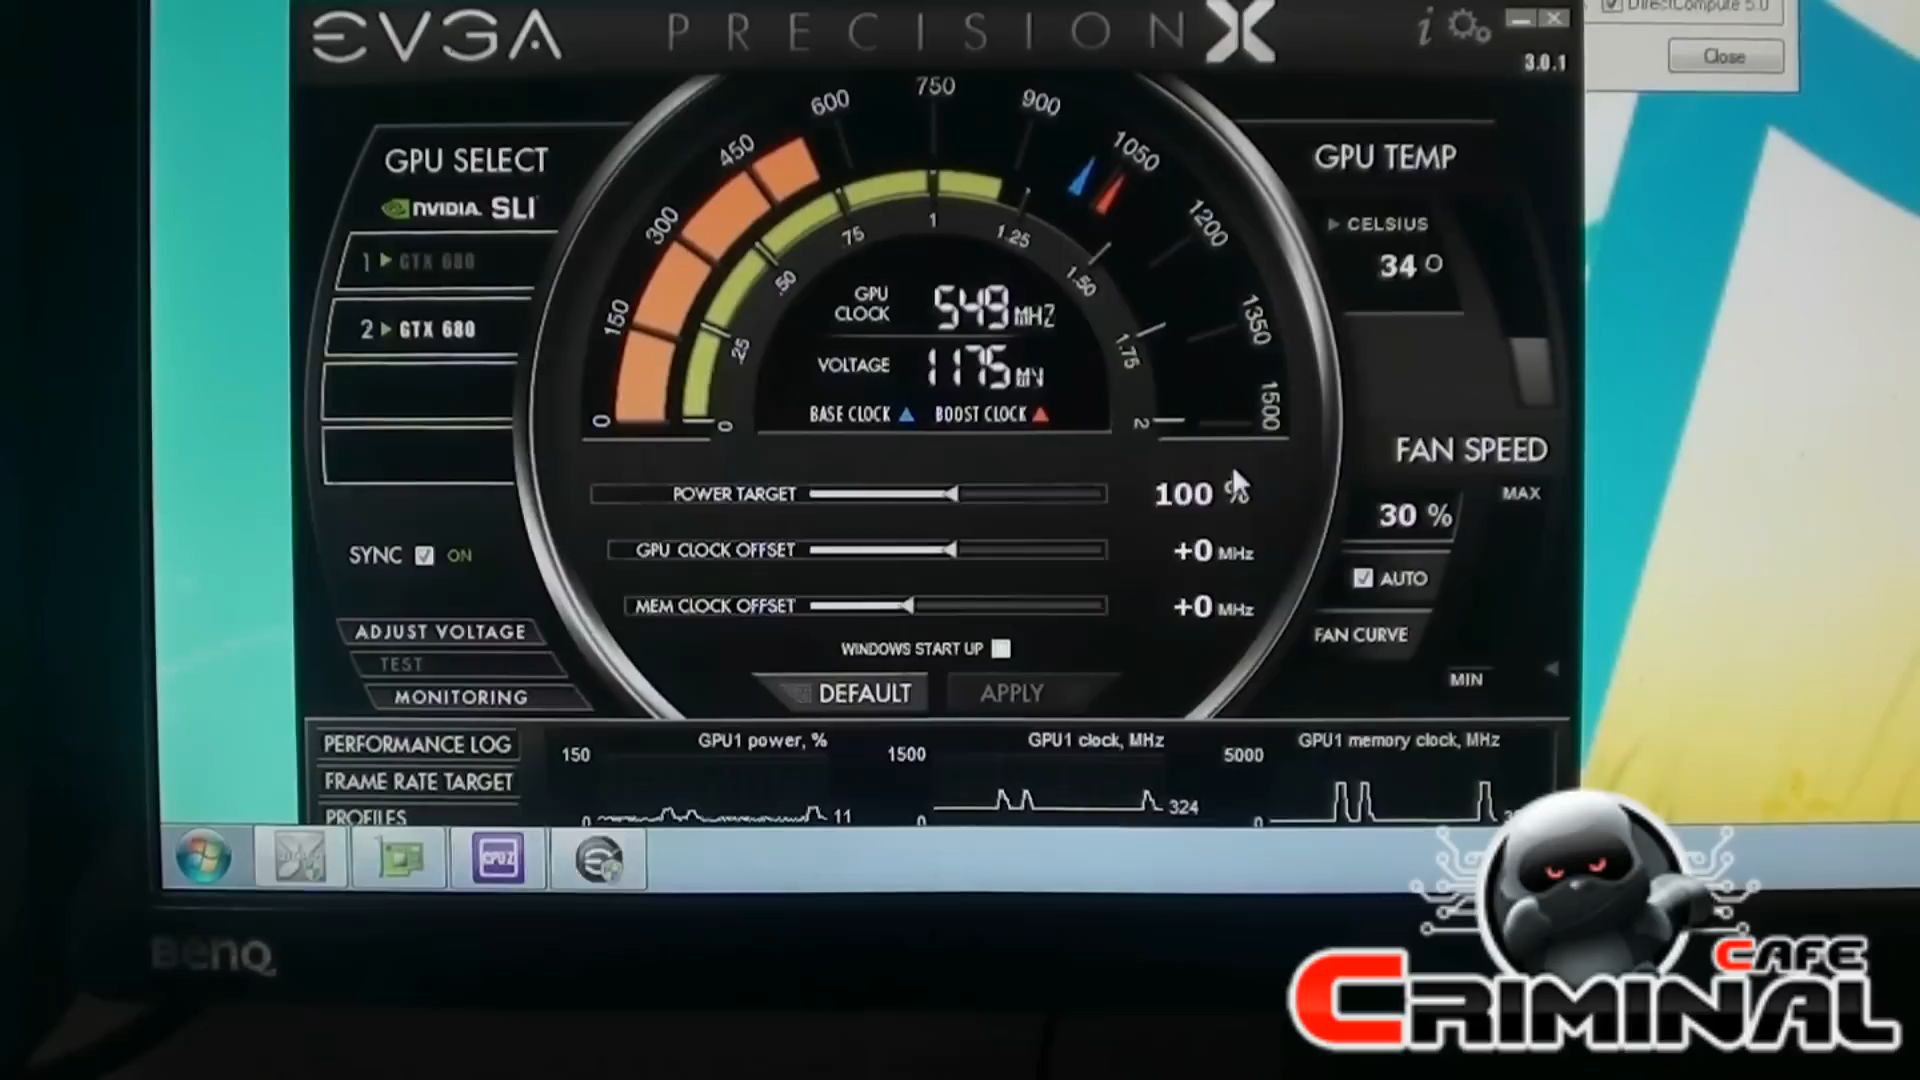 EVGA PRECISION X
DirectCompute 5.0
Close
3.0.1
GPU SELECT
NVIDIA. SLI
1 GTX 680
2 GTX 680
SYNC ON
ADJUST VOLTAGE
TEST
MONITORING
0 150 300 450 600 750 900 1050 1200 1350 1500
0 .25 .50 .75 1 1.25 1.50 1.75 2
GPU CLOCK 549 MHZ
VOLTAGE 1175 MV
BASE CLOCK BOOST CLOCK
POWER TARGET 100 %
GPU CLOCK OFFSET +0 MHz
MEM CLOCK OFFSET +0 MHz
WINDOWS START UP
DEFAULT APPLY
GPU TEMP
CELSIUS
34 O
FAN SPEED
MAX
30 %
AUTO
FAN CURVE
MIN
PERFORMANCE LOG
FRAME RATE TARGET
PROFILES
150 GPU1 power, %
0 11
1500 GPU1 clock, MHz
0 324
5000 GPU1 memory clock, MHz
0
CPU-Z
BenQ
CAFE
CRIMINAL